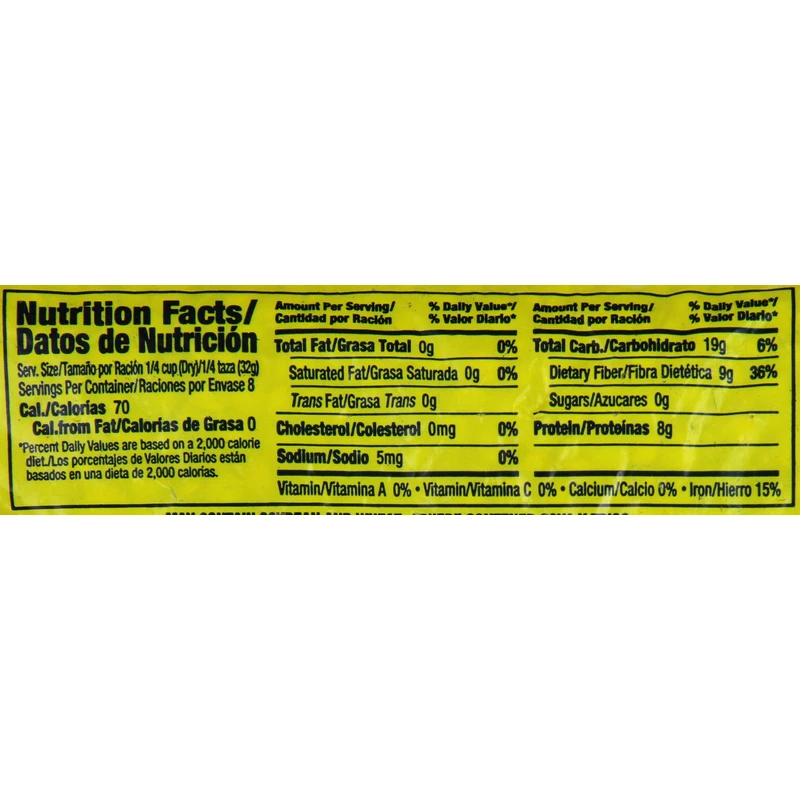 Nutrition Facts/
Datos de Nutrición
Serv. Size/Tamaño por Ración 1/4 cup (Dry)/1/4 taza (32g)
Servings Per Container/Raciones por Envase 8
Cal./Calorías 70
Cal.from Fat/Calorías de Grasa 0
*Percent Daily Values are based on a 2,000 calorie
diet./Los porcentajes de Valores Diarios están
basados en una dieta de 2,000 calorías.
Amount Per Serving/ % Daily Value*/
Cantidad por Ración % Valor Diario*
Total Fat/Grasa Total 0g 0%
Saturated Fat/Grasa Saturada 0g 0%
Trans Fat/Grasa Trans 0g
Cholesterol/Colesterol 0mg 0%
Sodium/Sodio 5mg 0%
Amount Per Serving/ % Daily Value*/
Cantidad por Ración % Valor Diario*
Total Carb./Carbohidrato 19g 6%
Dietary Fiber/Fibra Dietética 9g 36%
Sugars/Azucares 0g
Protein/Proteínas 8g
Vitamin/Vitamina A 0% • Vitamin/Vitamina C 0% • Calcium/Calcio 0% • Iron/Hierro 15%